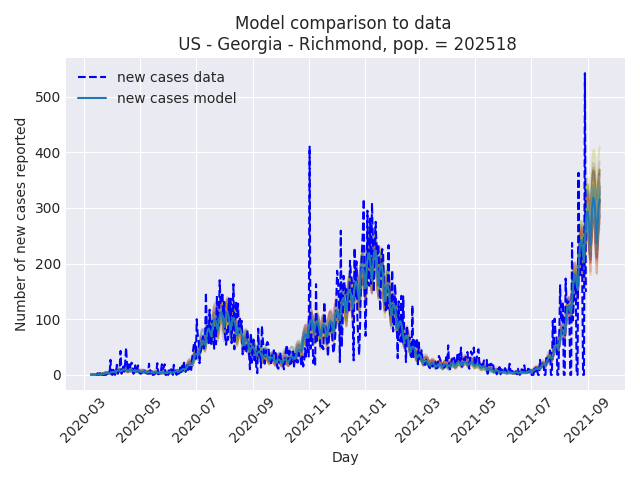 Model comparison to data
US - Georgia - Richmond, pop. = 202518
new cases data
new cases model
Number of new cases reported
500
400
300
200
100
0
2020-03
2020-05
2020-07
2020-09
2020-11
2021-01
2021-03
2021-05
2021-07
2021-09
Day